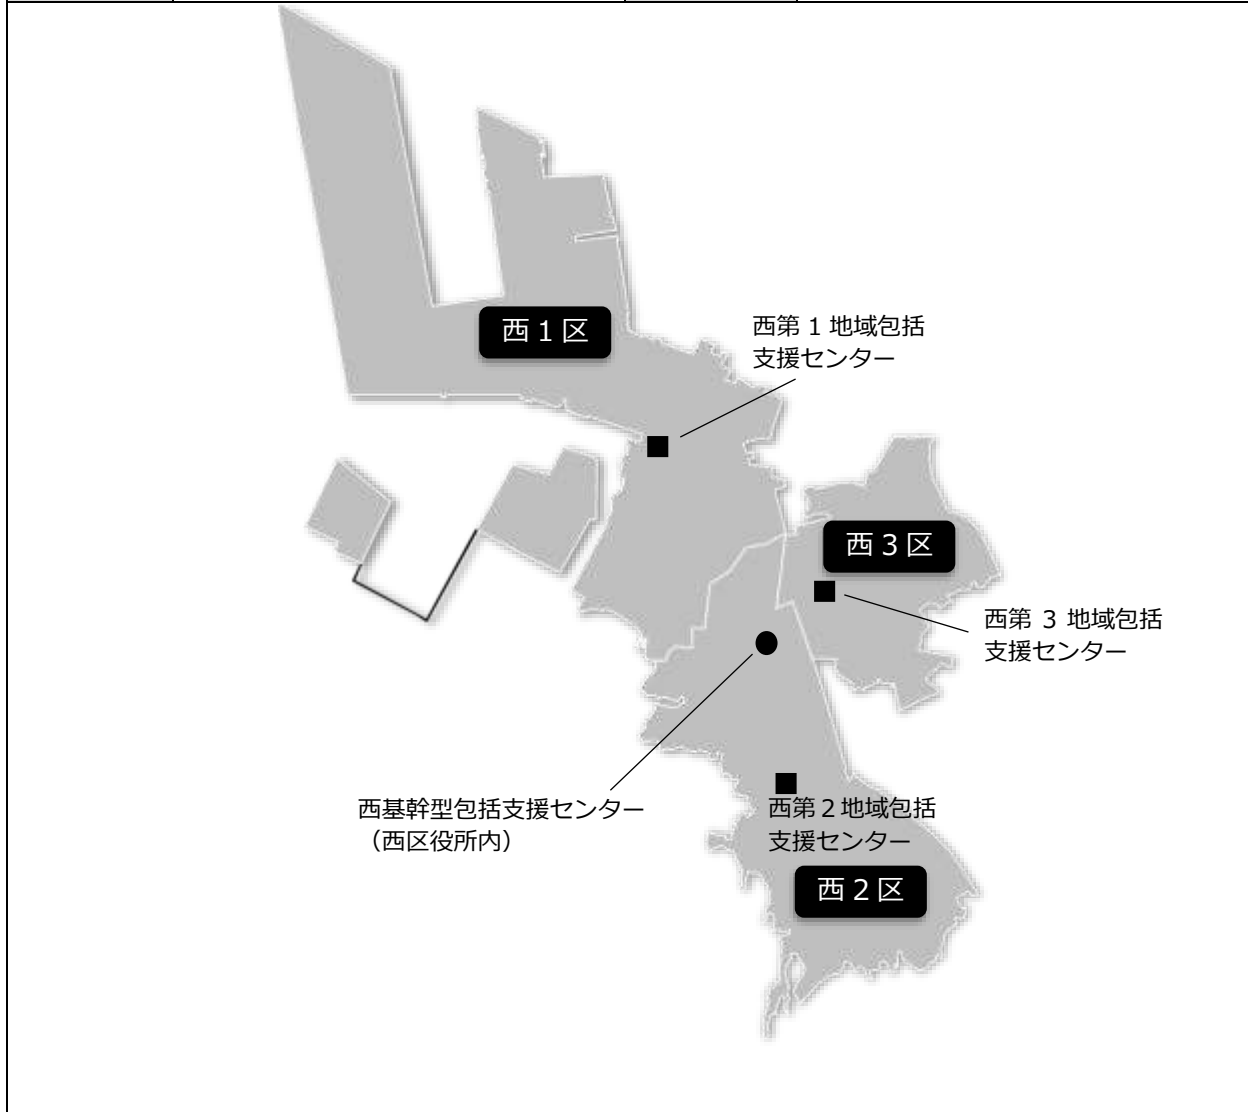 西１区
西第 1 地域包括
支援センター
西３区
西第 3 地域包括
支援センター
西基幹型包括支援センター
（西区役所内）
西第２地域包括
支援センター
西２区